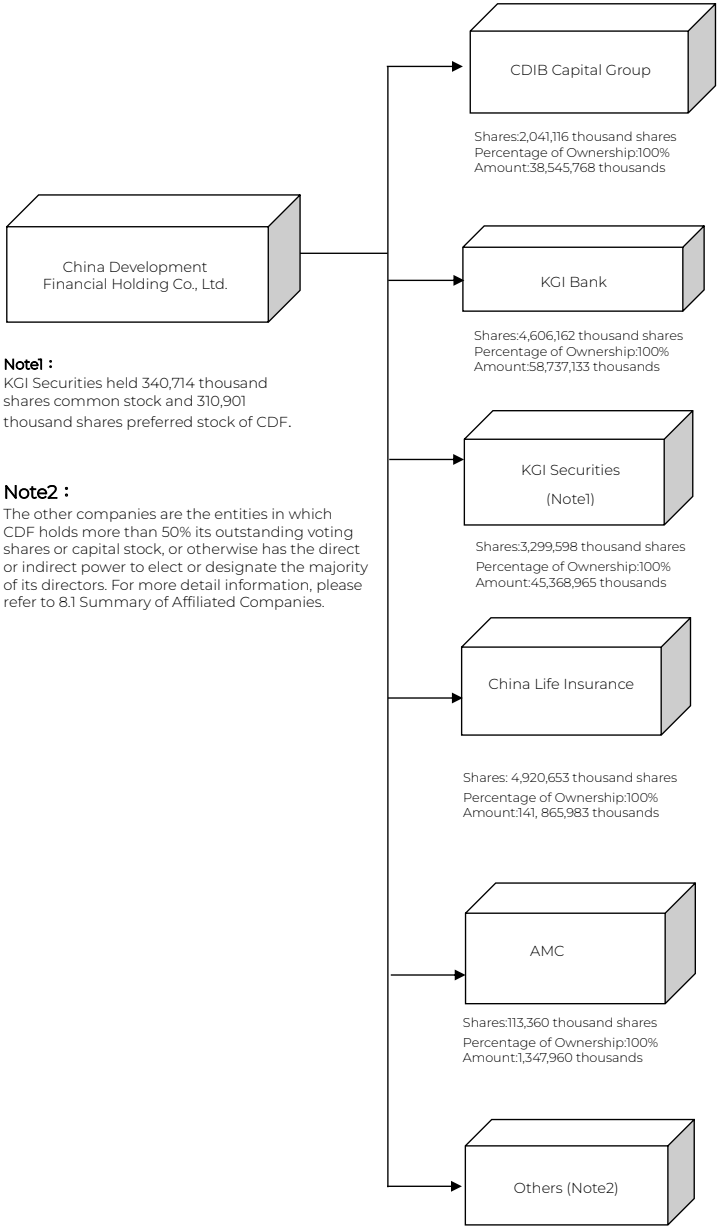 CDIB Capital Group
Shares:2,041,116 thousand shares
Percentage of Ownership:100%
Amount:38,545,768 thousands
China Development
Financial Holding Co., Ltd.
KGI Bank
Shares:4,606,162 thousand shares
Percentage of Ownership:100%
Amount:58,737,133 thousands
Note1：
KGI Securities held 340,714 thousand
shares common stock and 310,901
thousand shares preferred stock of CDF.
KGI Securities
(Note1)
Shares:3,299,598 thousand shares
Percentage of Ownership:100%
Amount:45,368,965 thousands
Note2：
The other companies are the entities in which
CDF holds more than 50% its outstanding voting
shares or capital stock, or otherwise has the direct
or indirect power to elect or designate the majority
of its directors. For more detail information, please
refer to 8.1 Summary of Affiliated Companies.
China Life Insurance
Shares: 4,920,653 thousand shares
Percentage of Ownership:100%
Amount:141, 865,983 thousands
AMC
Shares:113,360 thousand shares
Percentage of Ownership:100%
Amount:1,347,960 thousands
Others (Note2)